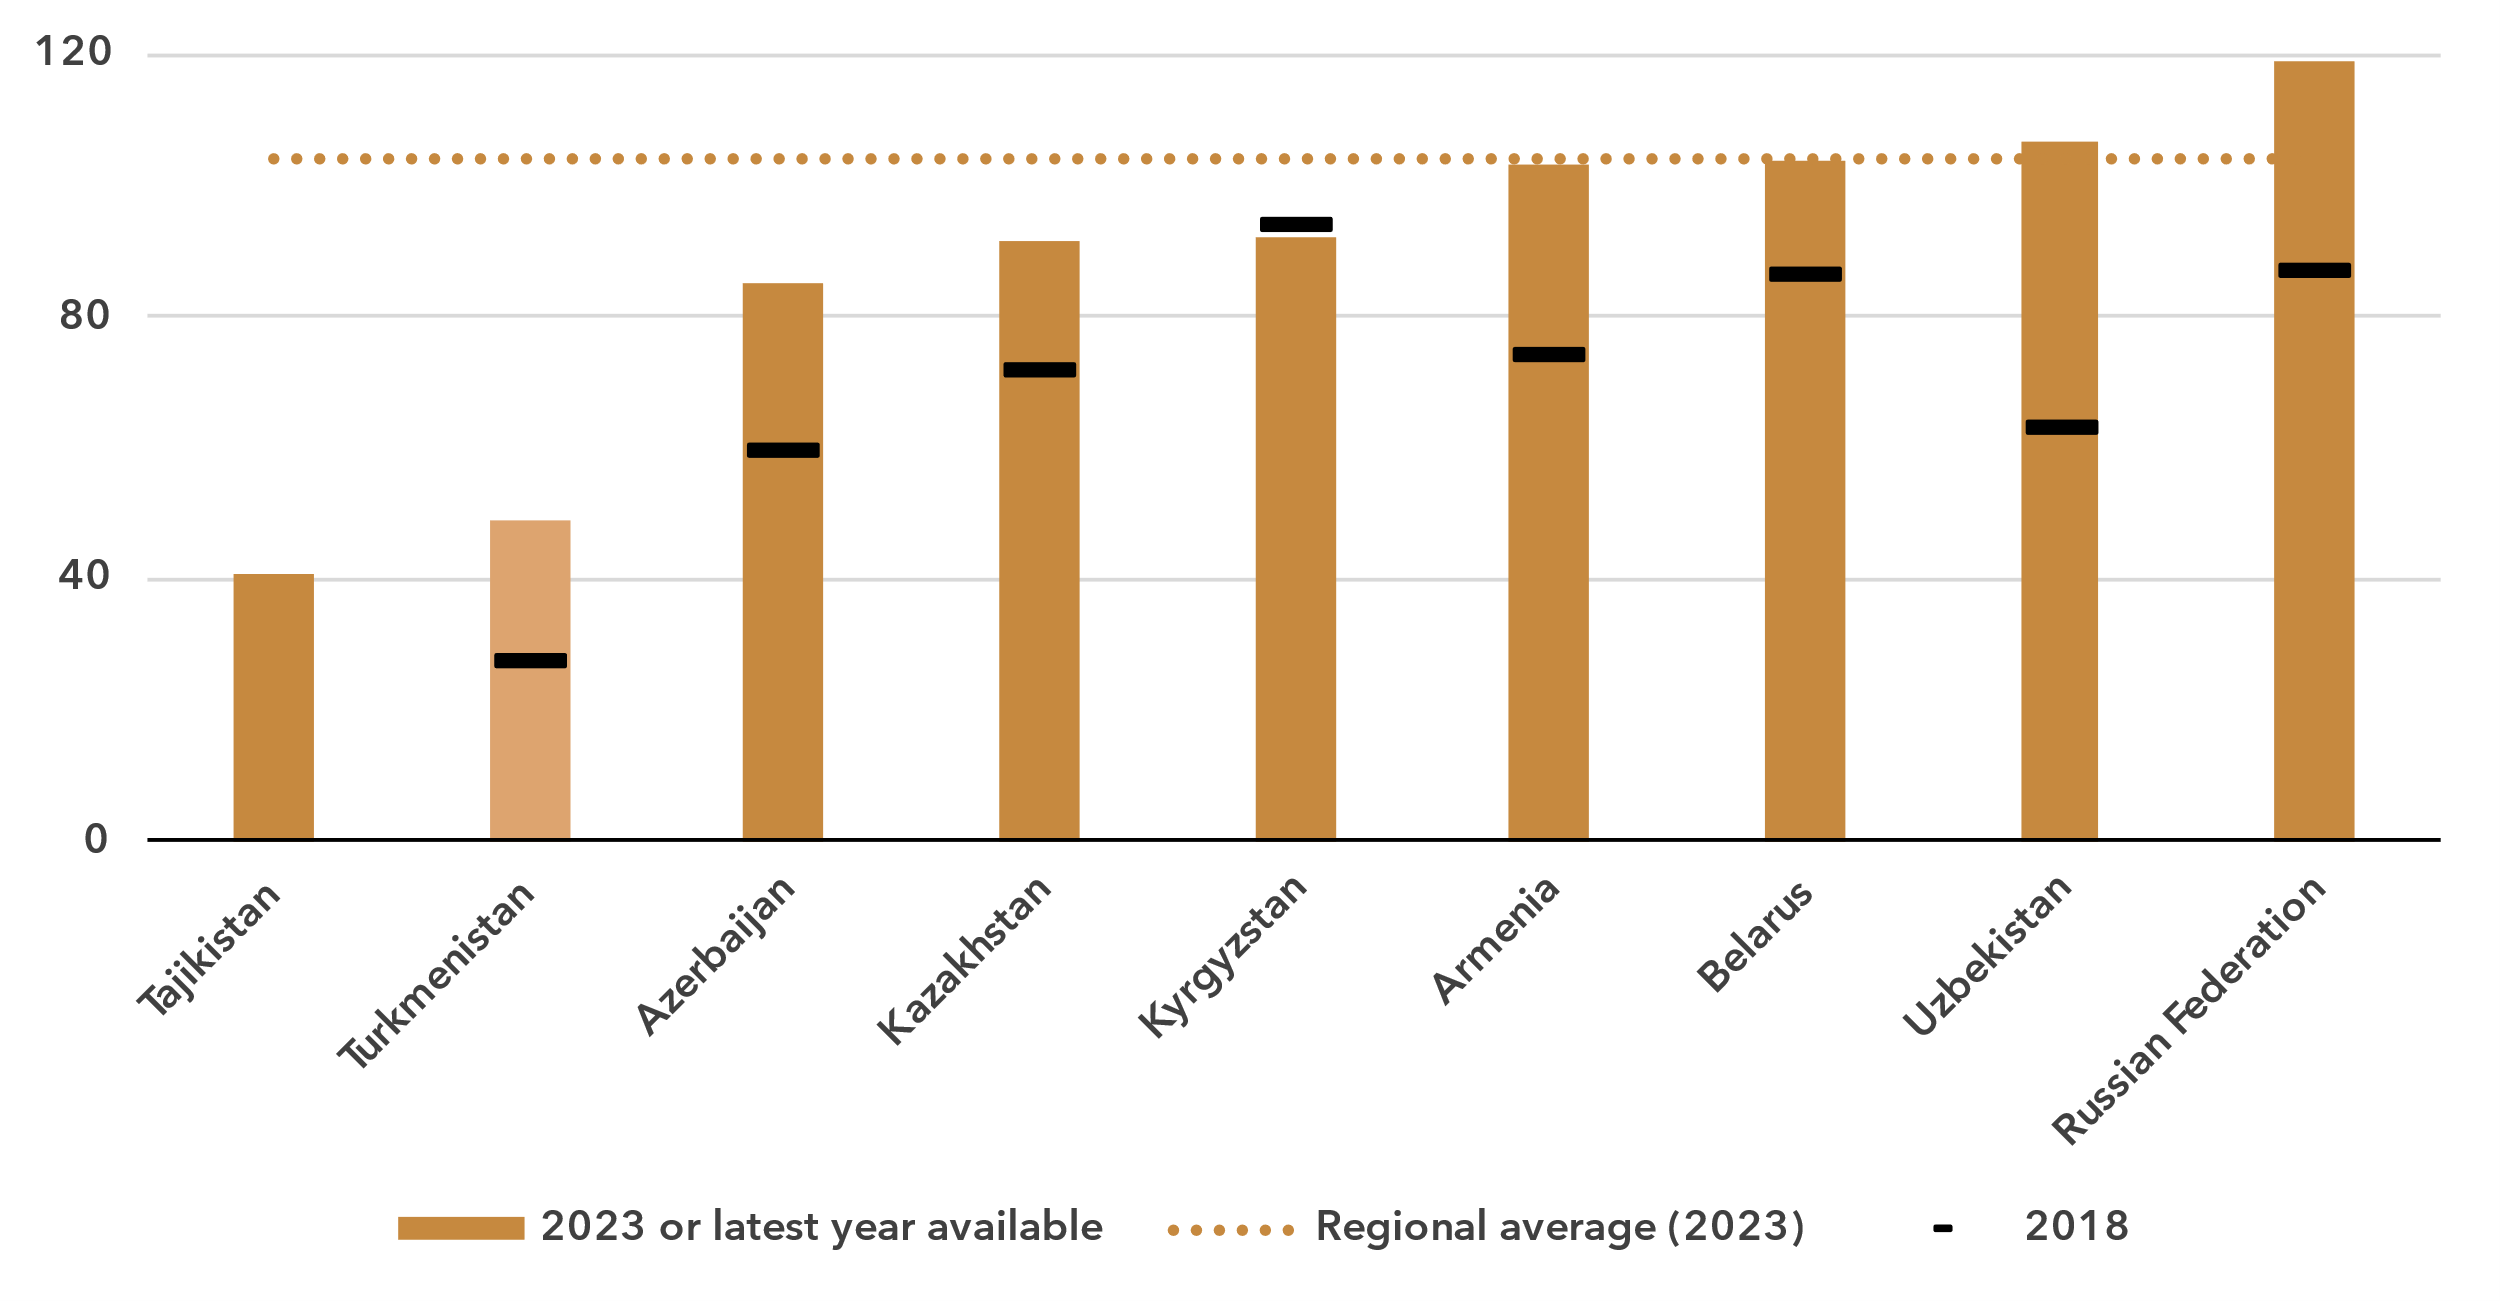 120
80
40
0
Tajikistan
Turkmenistan
Azerbaijan
Kazakhstan
Kyrgyzstan
Armenia
Belarus
Uzbekistan
Russian Federation
2023 or latest year available
Regional average (2023)
2018